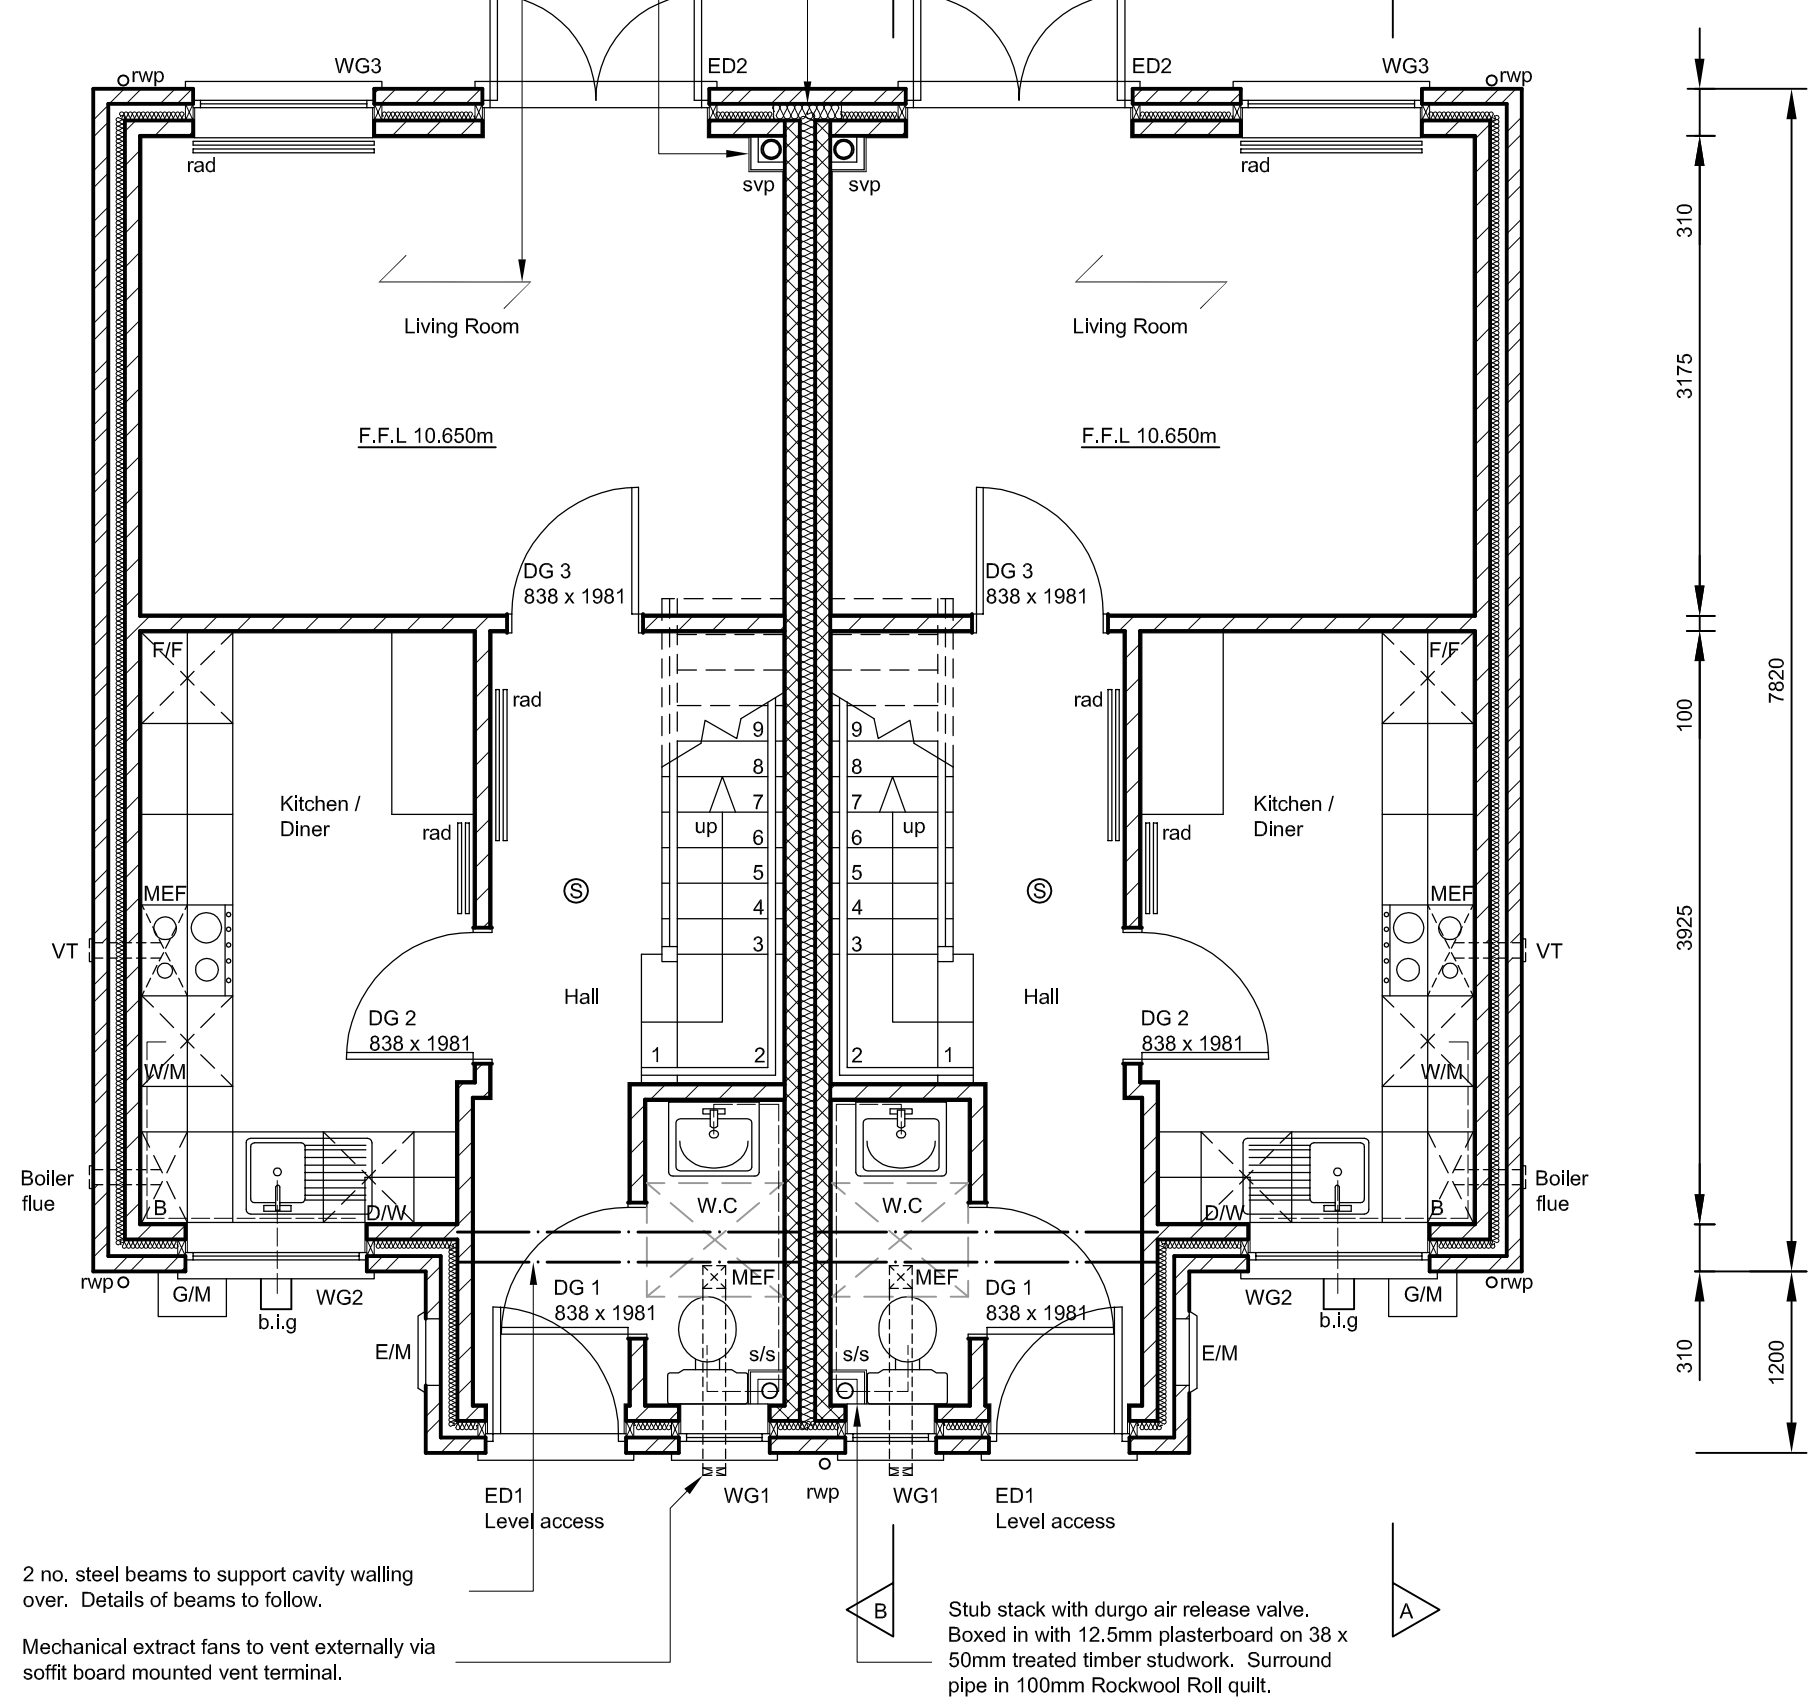 rwp
WG3
ED2
ED2
WG3
rwp
rad
svp
svp
rad
310
Living Room
Living Room
3175
F.F.L 10.650m
F.F.L 10.650m
DG 3
838 x 1981
DG 3
838 x 1981
F/F
F/F
7820
rad
rad
100
9
9
8
8
7
7
Kitchen /
Diner
Kitchen /
Diner
up
up
rad
rad
6
6
5
5
4
4
3
3
MEF
MEF
S
S
3925
VT
VT
Hall
Hall
DG 2
838 x 1981
DG 2
838 x 1981
1
2
2
1
W/M
W/M
Boiler
flue
Boiler
flue
B
D/W
W.C
W.C
D/W
B
rwp
G/M
WG2
b.i.g
DG 1
838 x 1981
MEF
MEF
DG 1
838 x 1981
WG2
b.i.g
G/M
rwp
E/M
s/s
s/s
E/M
310
1200
ED1
Level access
WG1
rwp
WG1
ED1
Level access
2 no. steel beams to support cavity walling
over. Details of beams to follow.
Mechanical extract fans to vent externally via
soffit board mounted vent terminal.
B
A
Stub stack with durgo air release valve.
Boxed in with 12.5mm plasterboard on 38 x
50mm treated timber studwork. Surround
pipe in 100mm Rockwool Roll quilt.